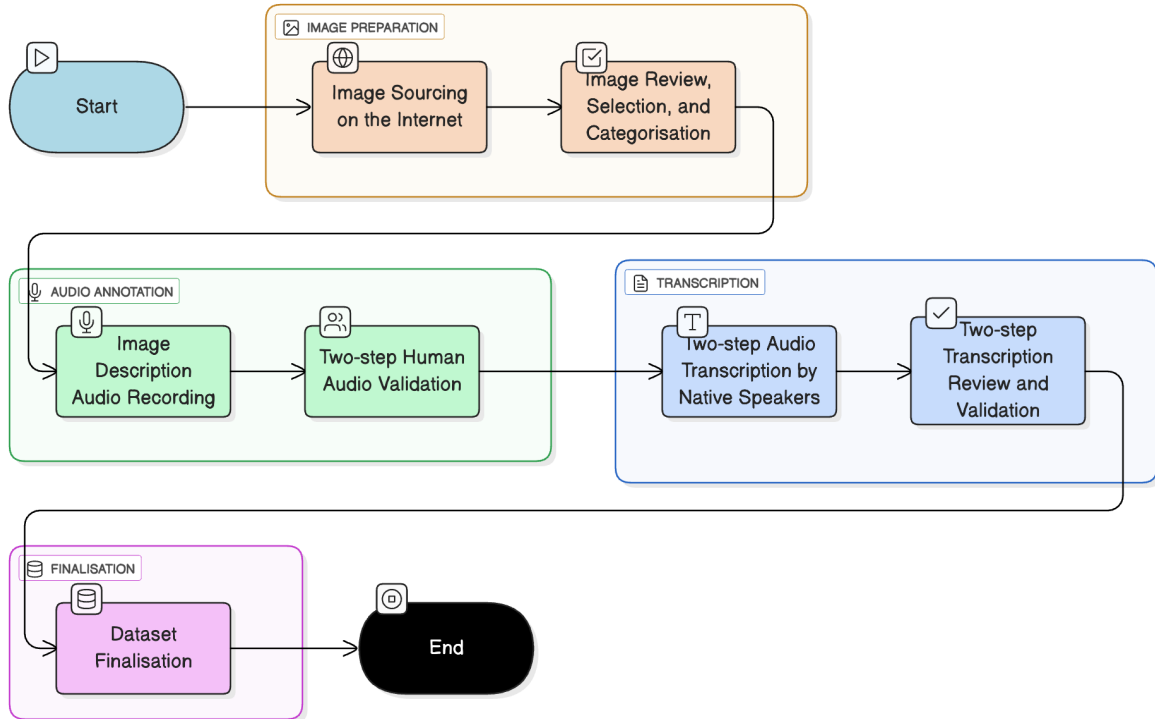 IMAGE PREPARATION
Start
Image Sourcing
on the Internet
Image Review,
Selection, and
Categorisation
AUDIO ANNOTATION
Image
Description
Audio Recording
Two-step Human
Audio Validation
TRANSCRIPTION
Two-step Audio
Transcription by
Native Speakers
Two-step
Transcription
Review and
Validation
FINALISATION
Dataset
Finalisation
End